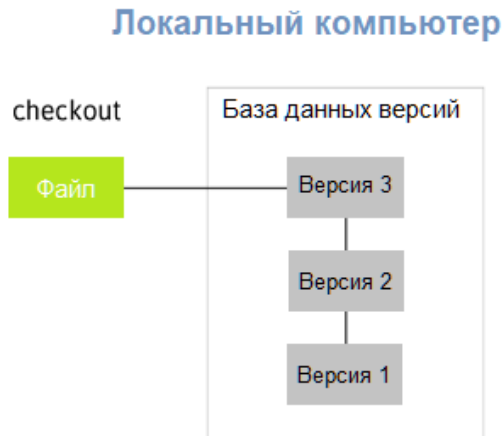 Локальный компьютер
checkout
База данных версий
Файл
Версия 3
Версия 2
Версия 1